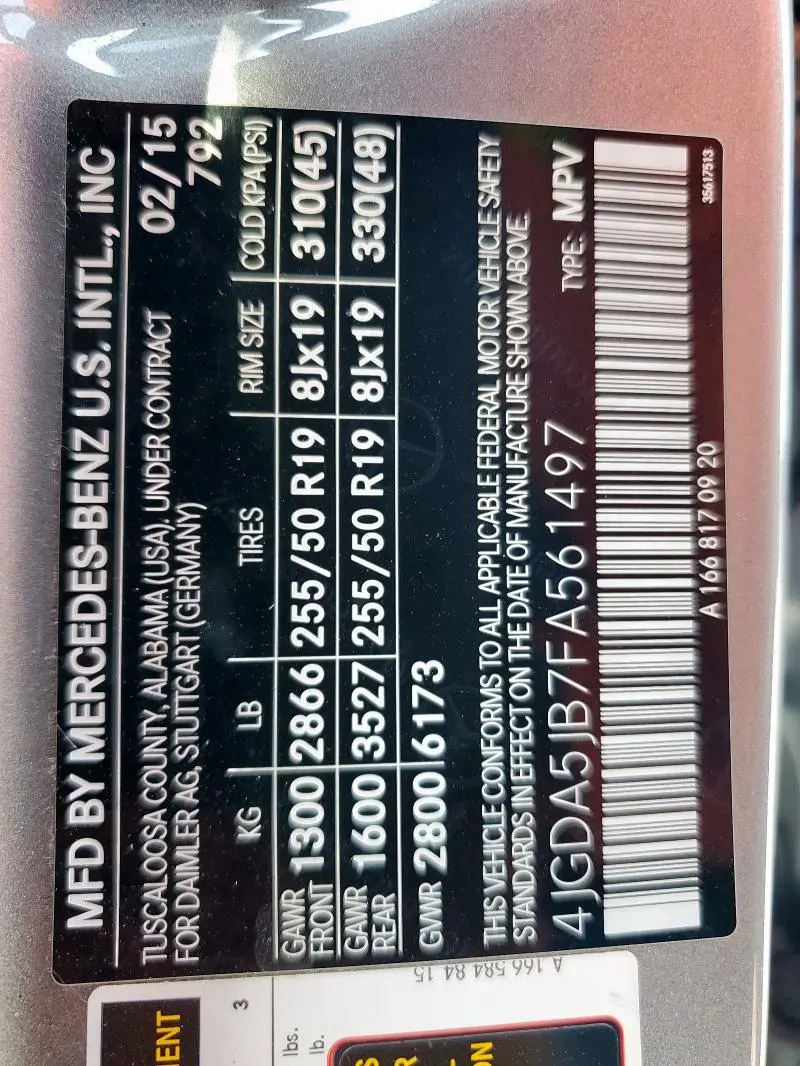 MFD BY MERCEDES-BENZ U.S. INTL., INC
TUSCALOOSA COUNTY, ALABAMA (USA), UNDER CONTRACT 02/15
FOR DAIMLER AG, STUTTGART (GERMANY) 792
KG LB TIRES RIM SIZE COLD KPA(PSI)
GAWR FRONT 1300 2866 255/50 R19 8Jx19 310(45)
GAWR REAR 1600 3527 255/50 R19 8Jx19 330(48)
GVWR 2800 6173
THIS VEHICLE CONFORMS TO ALL APPLICABLE FEDERAL MOTOR VEHICLE SAFETY
STANDARDS IN EFFECT ON THE DATE OF MANUFACTURE SHOWN ABOVE.
4JGDA5JB7FA561497 TYPE: MPV
A 166 817 09 20
35617513
A 166 584 84 15
3
lbs.
lb.